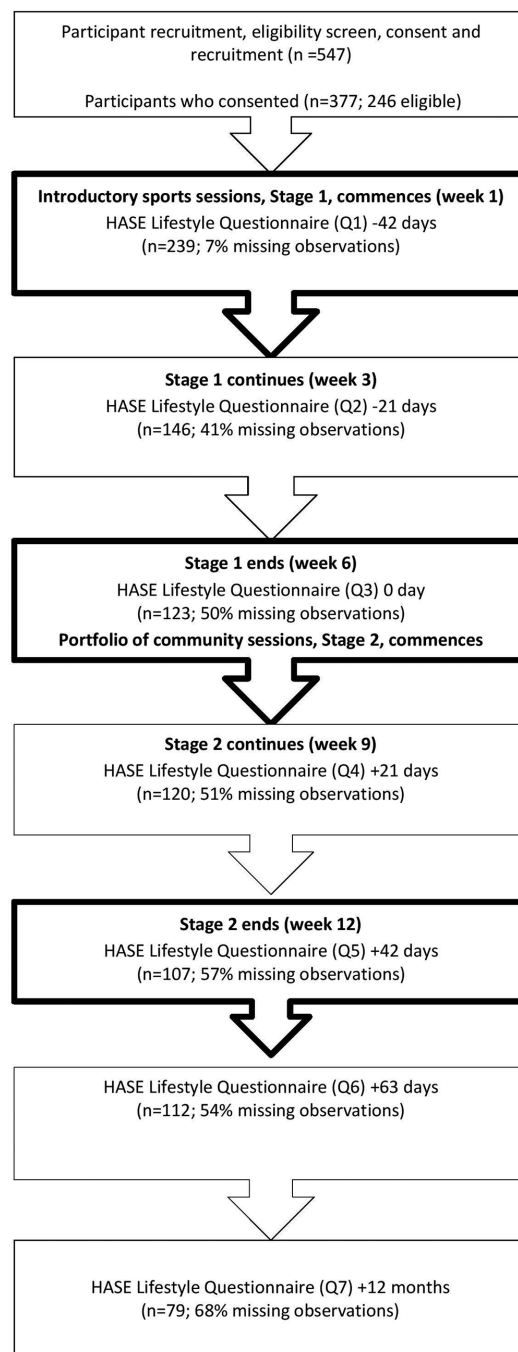 Participant recruitment, eligibility screen, consent and
recruitment (n =547)
Participants who consented (n=377; 246 eligible)
Introductory sports sessions, Stage 1, commences (week 1)
HASE Lifestyle Questionnaire (Q1) -42 days
(n=239; 7% missing observations)
Stage 1 continues (week 3)
HASE Lifestyle Questionnaire (Q2) -21 days
(n=146; 41% missing observations)
Stage 1 ends (week 6)
HASE Lifestyle Questionnaire (Q3) 0 day
(n=123; 50% missing observations)
Portfolio of community sessions, Stage 2, commences
Stage 2 continues (week 9)
HASE Lifestyle Questionnaire (Q4) +21 days
(n=120; 51% missing observations)
Stage 2 ends (week 12)
HASE Lifestyle Questionnaire (Q5) +42 days
(n=107; 57% missing observations)
HASE Lifestyle Questionnaire (Q6) +63 days
(n=112; 54% missing observations)
HASE Lifestyle Questionnaire (Q7) +12 months
(n=79; 68% missing observations)